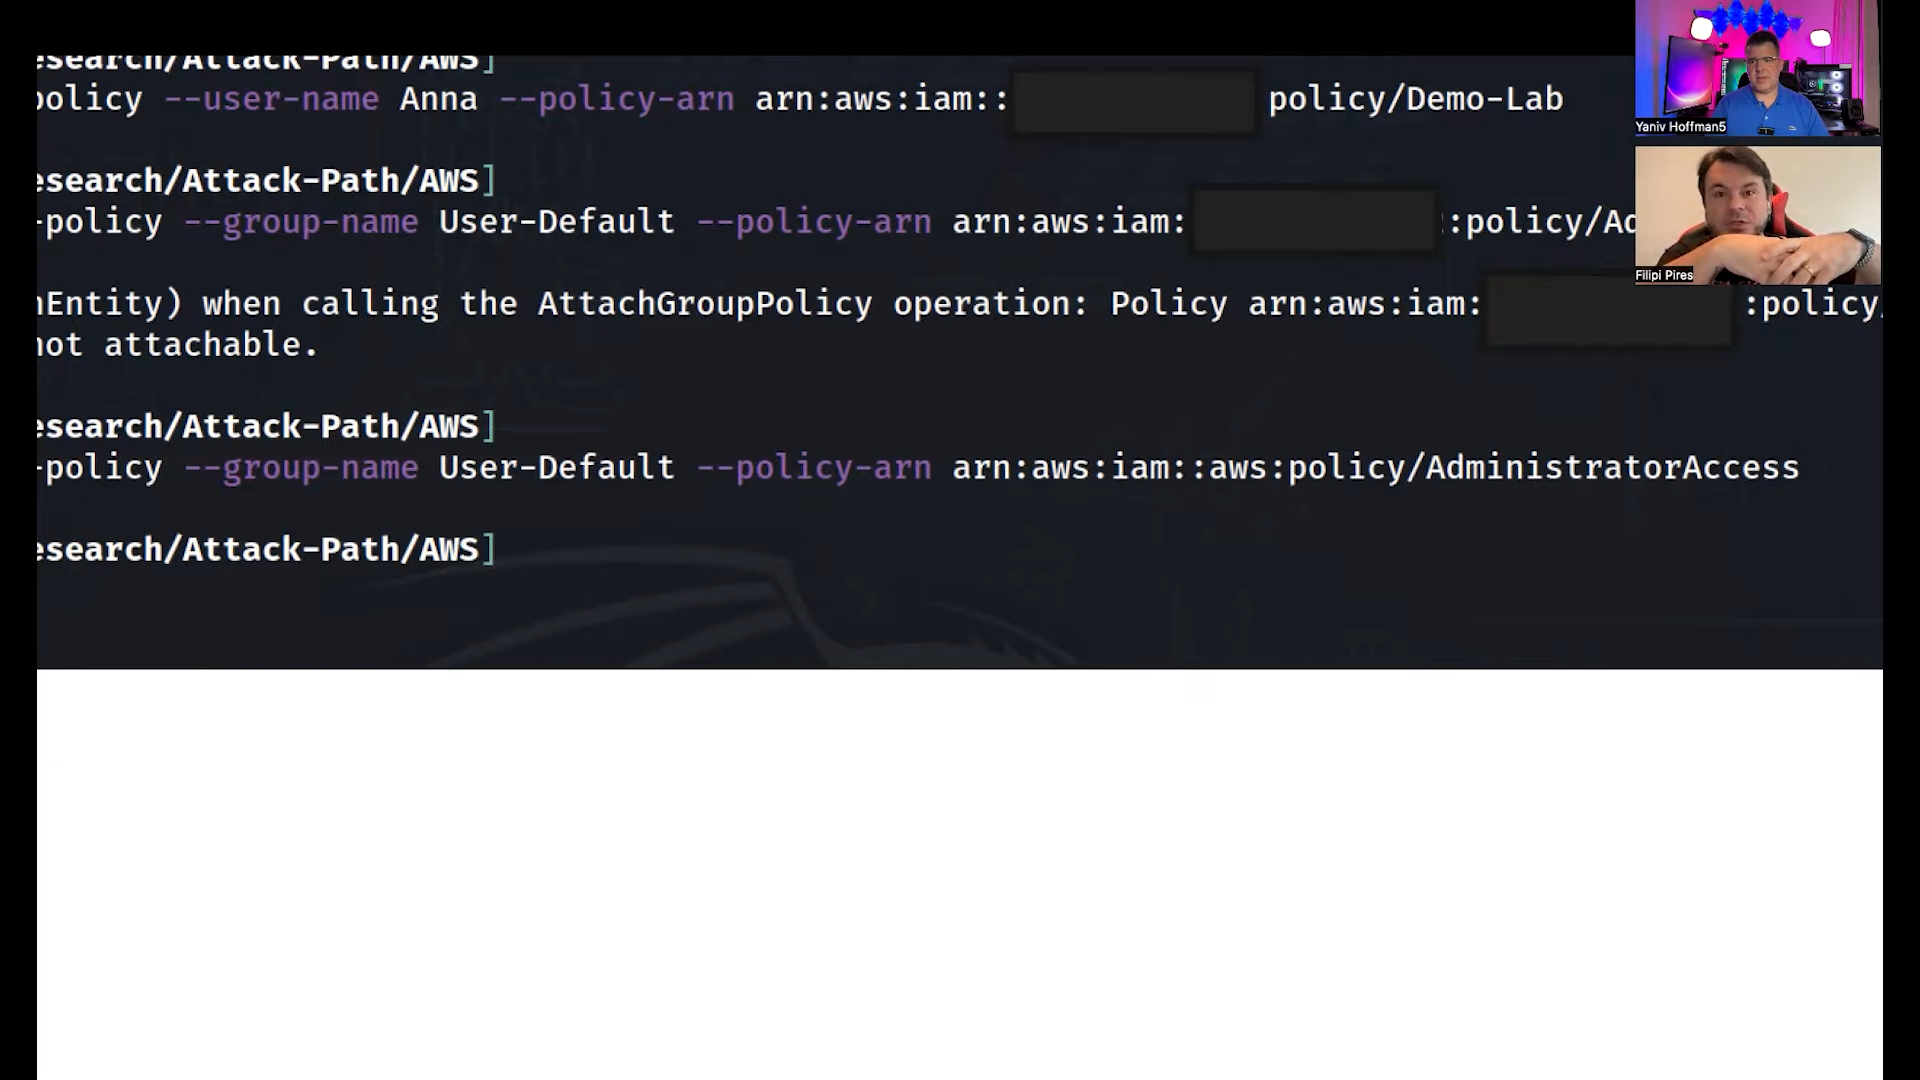 esearch/Attack-Path/AWS]
policy --user-name Anna --policy-arn arn:aws:iam:: policy/Demo-Lab
esearch/Attack-Path/AWS]
-policy --group-name User-Default --policy-arn arn:aws:iam: :policy/Ad
nEntity) when calling the AttachGroupPolicy operation: Policy arn:aws:iam: :policy/
not attachable.
esearch/Attack-Path/AWS]
-policy --group-name User-Default --policy-arn arn:aws:iam::aws:policy/AdministratorAccess
esearch/Attack-Path/AWS]
Yaniv Hoffman5
Filipi Pires